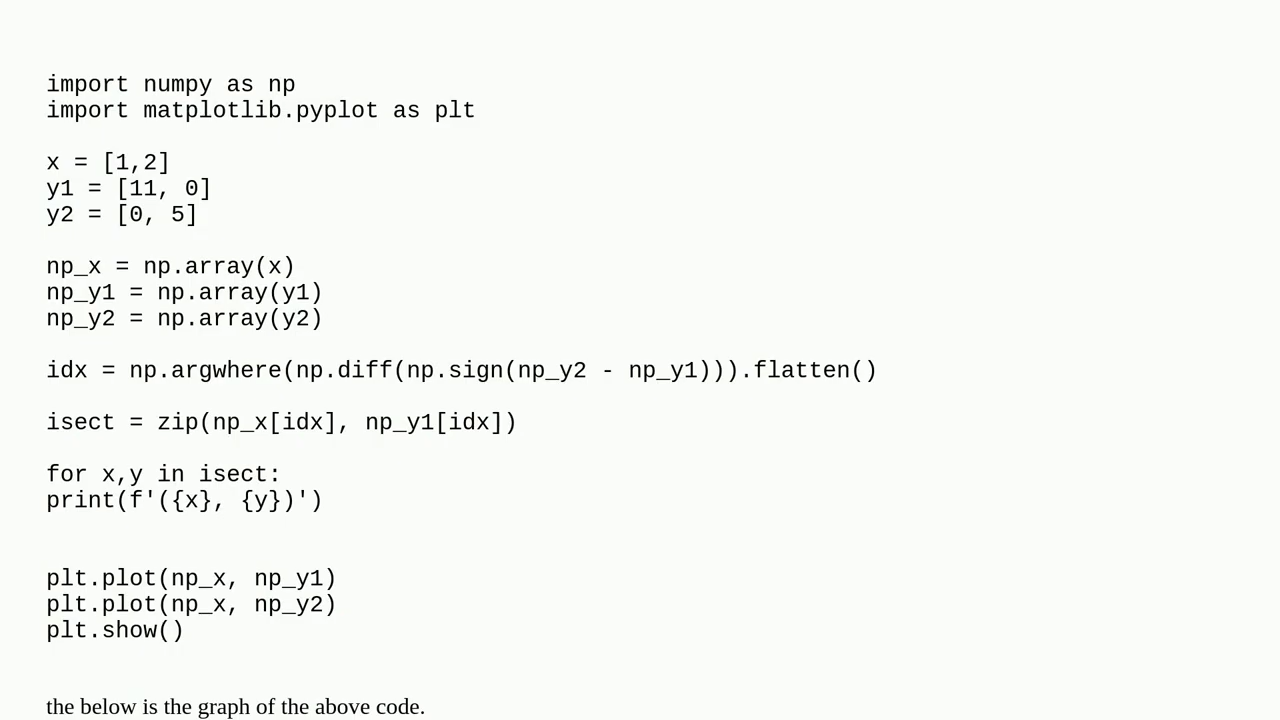 import numpy as np
import matplotlib.pyplot as plt
x = [1,2]
y1 = [11, 0]
y2 = [0, 5]
np_x = np.array(x)
np_y1 = np.array(y1)
np_y2 = np.array(y2)
idx = np.argwhere(np.diff(np.sign(np_y2 - np_y1))).flatten()
isect = zip(np_x[idx], np_y1[idx])
for x,y in isect:
print(f'({x}, {y})')
plt.plot(np_x, np_y1)
plt.plot(np_x, np_y2)
plt.show()
the below is the graph of the above code.